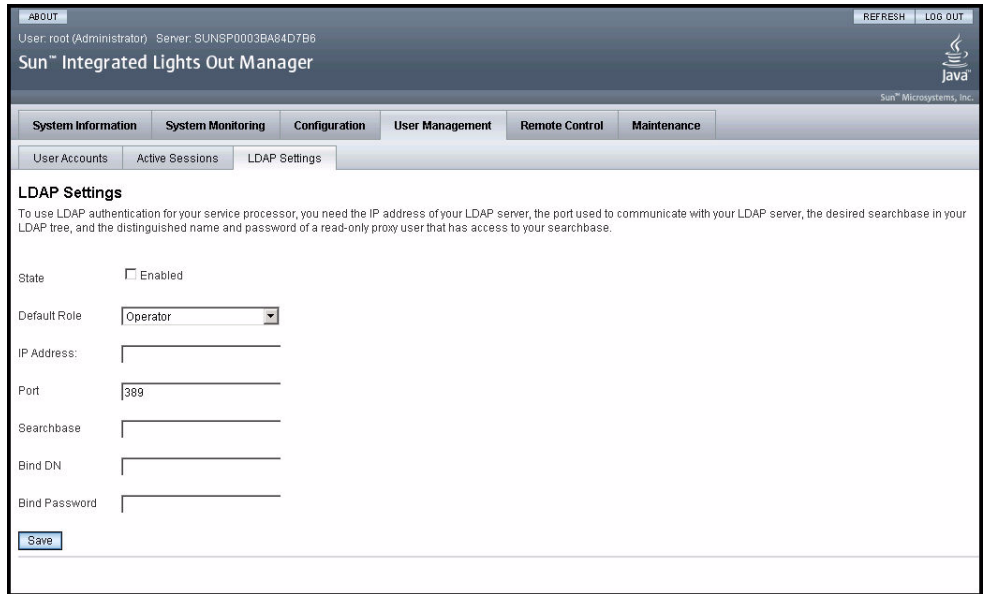 ABOUT
REFRESH LOG OUT
User: root (Administrator) Server: SUNSP0003BA84D7B6
Sun™ Integrated Lights Out Manager
Java™
Sun™ Microsystems, Inc.
System Information System Monitoring Configuration User Management Remote Control Maintenance
User Accounts Active Sessions LDAP Settings
LDAP Settings
To use LDAP authentication for your service processor, you need the IP address of your LDAP server, the port used to communicate with your LDAP server, the desired searchbase in your
LDAP tree, and the distinguished name and password of a read-only proxy user that has access to your searchbase.
State Enabled
Default Role Operator
IP Address:
Port 389
Searchbase
Bind DN
Bind Password
Save